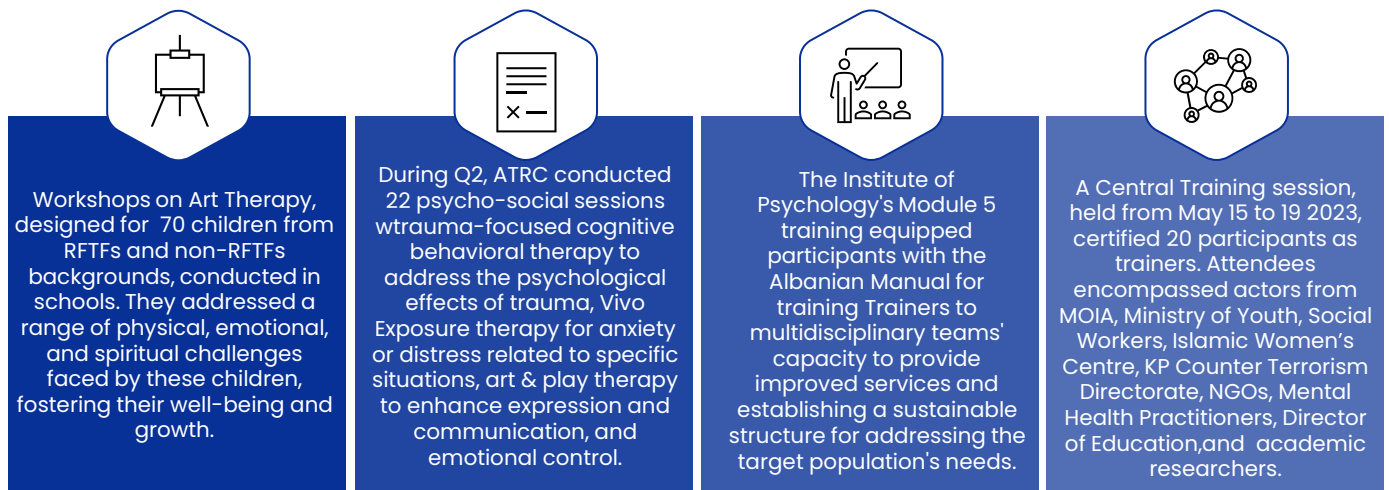 Workshops on Art Therapy,
designed for  70 children from
RFTFs and non-RFTFs
backgrounds, conducted in
schools. They addressed a
range of physical, emotional,
and spiritual challenges
faced by these children,
fostering their well-being and
growth.
During Q2, ATRC conducted
22 psycho-social sessions
wtrauma-focused cognitive
behavioral therapy to
address the psychological
effects of trauma, Vivo
Exposure therapy for anxiety
or distress related to specific
situations, art & play therapy
to enhance expression and
communication, and
emotional control.
The Institute of
Psychology's Module 5
training equipped
participants with the
Albanian Manual for
training Trainers to
multidisciplinary teams'
capacity to provide
improved services and
establishing a sustainable
structure for addressing the
target population's needs.
A Central Training session,
held from May 15 to 19 2023,
certified 20 participants as
trainers. Attendees
encompassed actors from
MOIA, Ministry of Youth, Social
Workers, Islamic Women’s
Centre, KP Counter Terrorism
Directorate, NGOs, Mental
Health Practitioners, Director
of Education,and  academic
researchers.